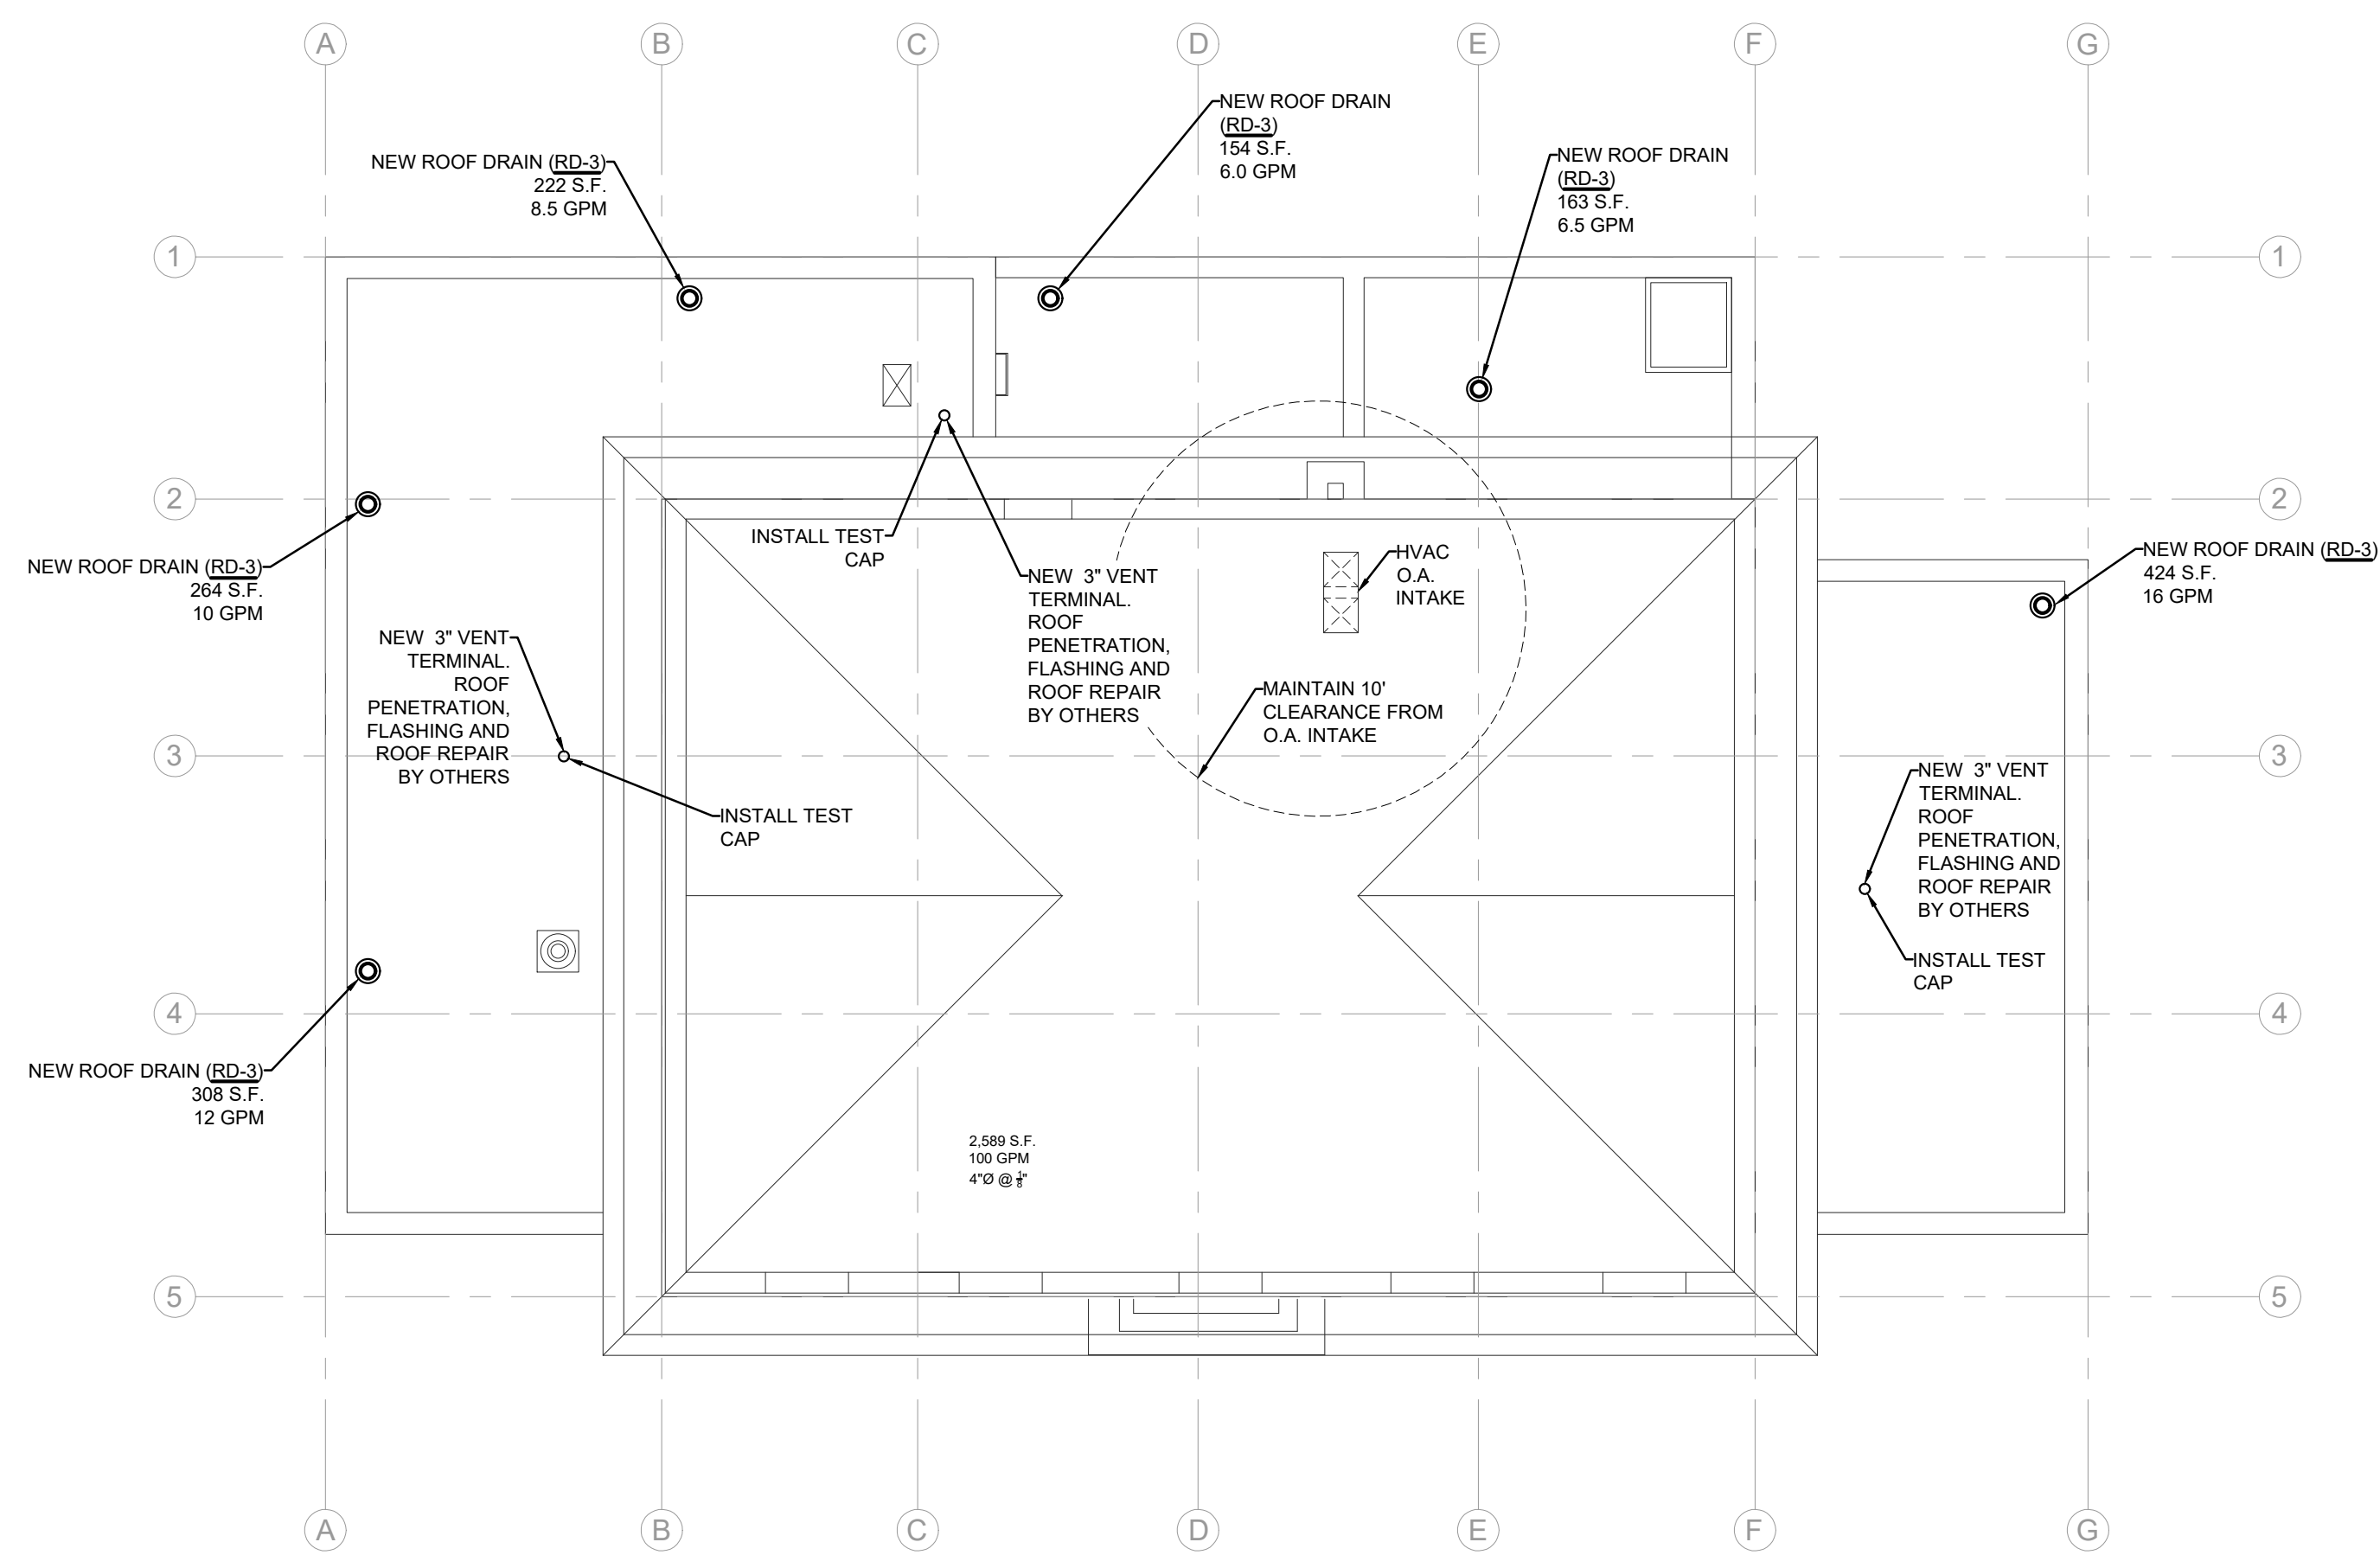 A
B
C
D
E
F
G
NEW ROOF DRAIN
(RD-3)
154 S.F.
6.0 GPM
NEW ROOF DRAIN (RD-3)
222 S.F.
8.5 GPM
NEW ROOF DRAIN
(RD-3)
163 S.F.
6.5 GPM
1
1
2
2
INSTALL TEST
CAP
NEW ROOF DRAIN (RD-3)
264 S.F.
10 GPM
NEW 3" VENT
TERMINAL.
ROOF
PENETRATION,
FLASHING AND
ROOF REPAIR
BY OTHERS
HVAC
O.A.
INTAKE
NEW ROOF DRAIN (RD-3)
424 S.F.
16 GPM
NEW 3" VENT
TERMINAL.
ROOF
PENETRATION,
FLASHING AND
ROOF REPAIR
BY OTHERS
MAINTAIN 10'
CLEARANCE FROM
O.A. INTAKE
3
3
INSTALL TEST
CAP
NEW 3" VENT
TERMINAL.
ROOF
PENETRATION,
FLASHING AND
ROOF REPAIR
BY OTHERS
INSTALL TEST
CAP
4
4
NEW ROOF DRAIN (RD-3)
308 S.F.
12 GPM
2,589 S.F.
100 GPM
4"Ø @ 1/8"
5
5
A
B
C
D
E
F
G